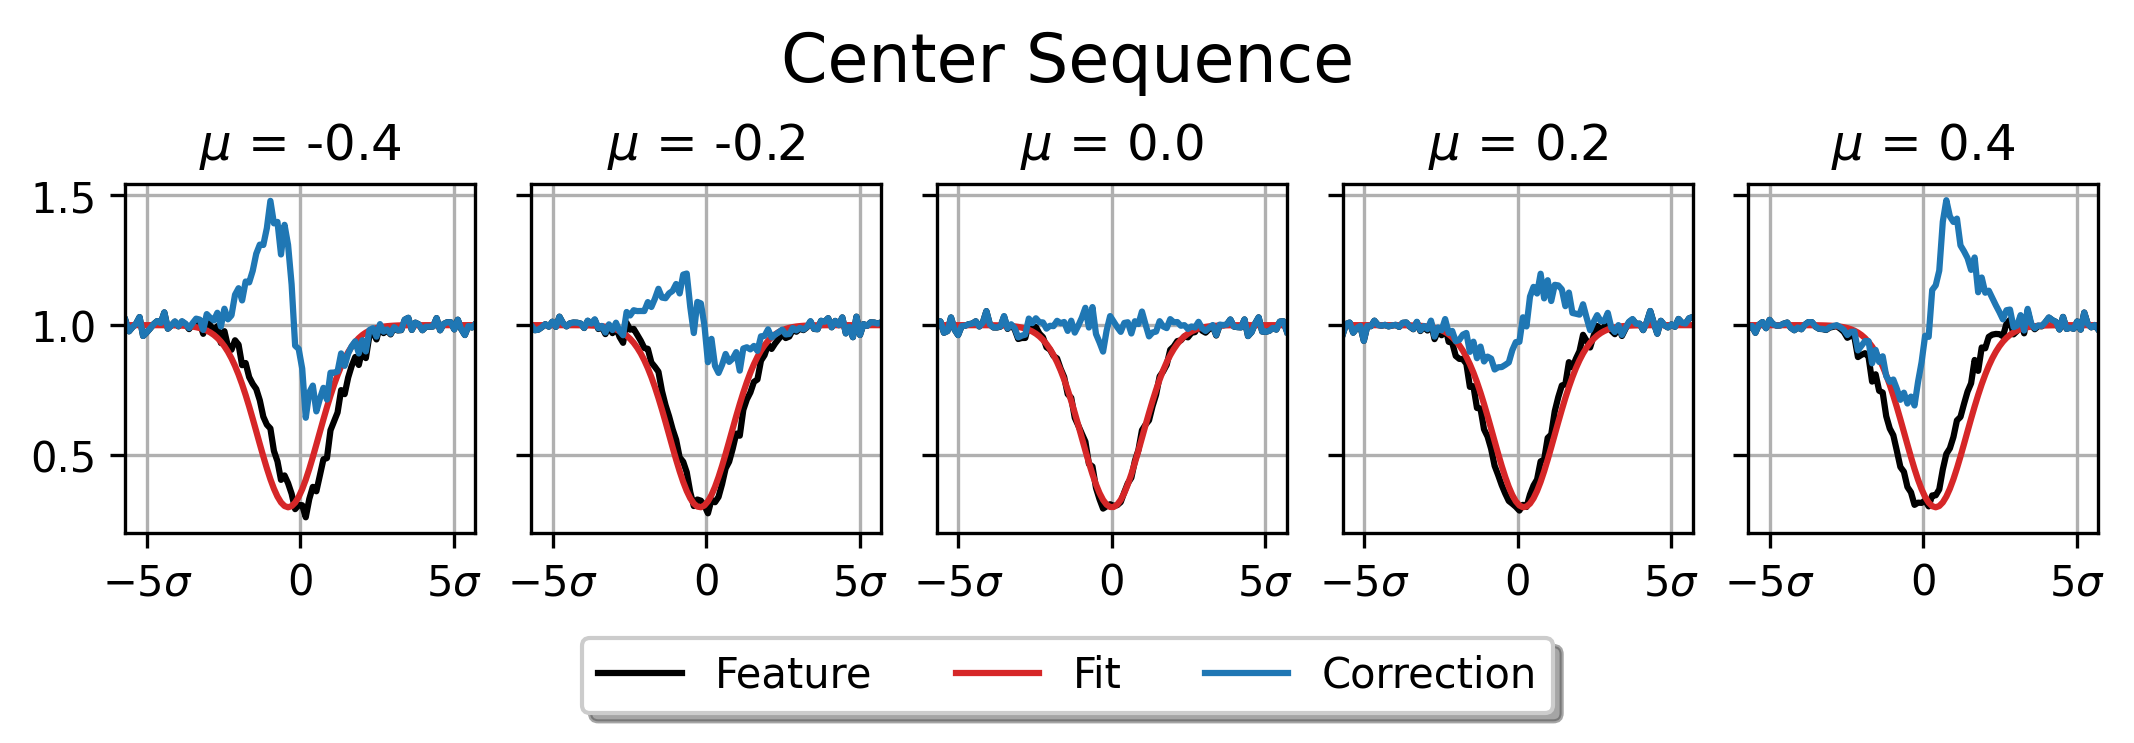 Center Sequence
μ = -0.4 μ = -0.2 μ = 0.0 μ = 0.2 μ = 0.4
1.5
1.0
0.5
−5σ 0 5σ −5σ 0 5σ −5σ 0 5σ −5σ 0 5σ −5σ 0 5σ
Feature Fit Correction